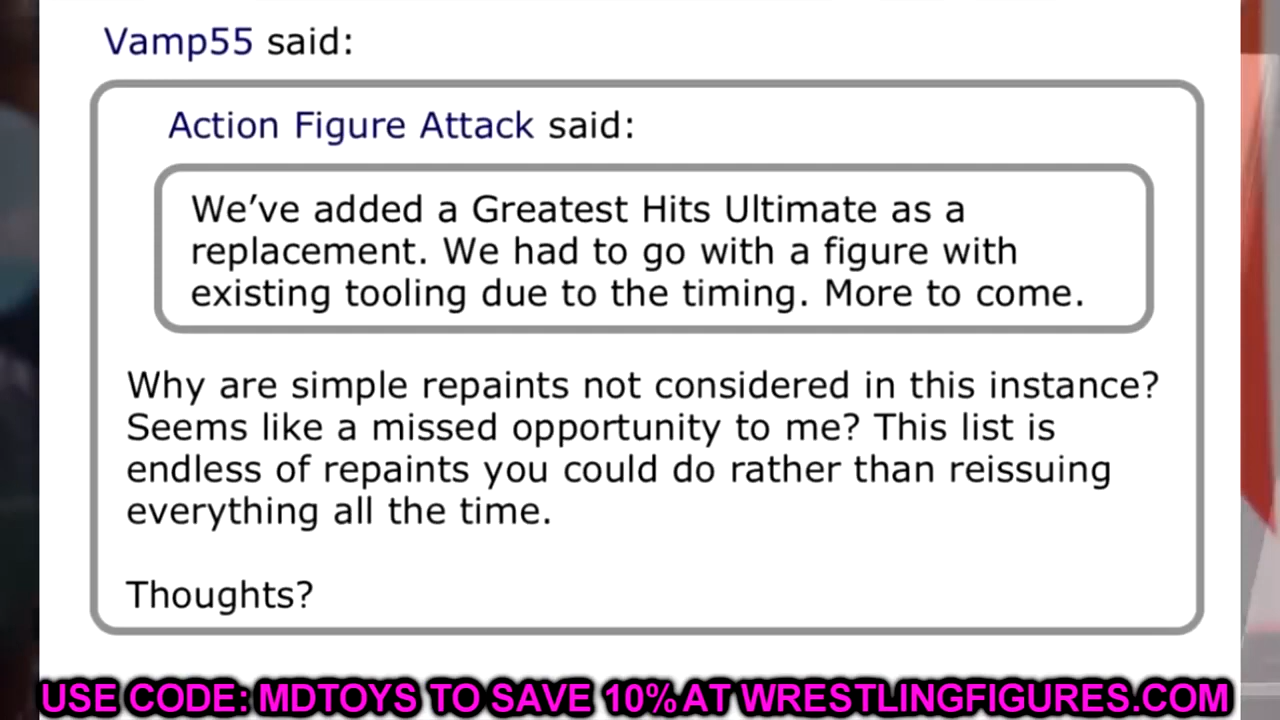 Vamp55 said:
Action Figure Attack said:
We’ve added a Greatest Hits Ultimate as a
replacement. We had to go with a figure with
existing tooling due to the timing. More to come.
Why are simple repaints not considered in this instance?
Seems like a missed opportunity to me? This list is
endless of repaints you could do rather than reissuing
everything all the time.
Thoughts?
USE CODE: MDTOYS TO SAVE 10% AT WRESTLINGFIGURES.COM